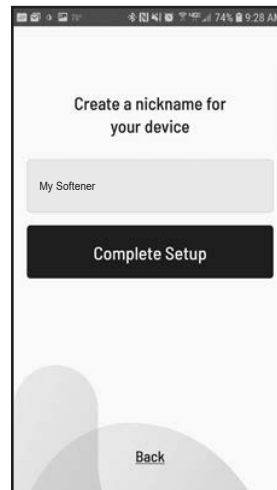 74% 9:28 AM
Create a nickname for
your device
My Softener
Complete Setup
Back